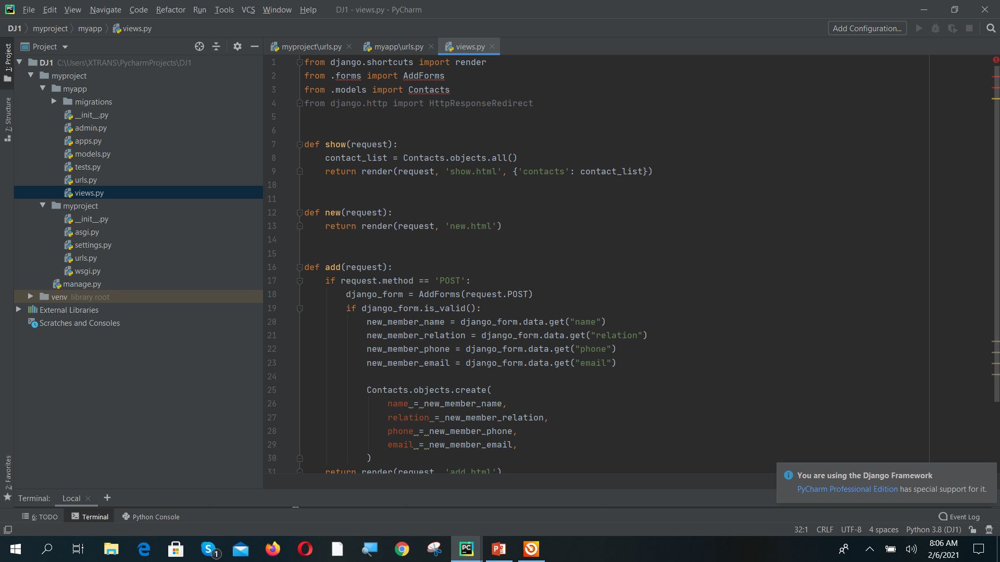 File Edit View Navigate Code Refactor Run Tools VCS Window Help DJ1 - views.py - PyCharm
DJ1 myproject myapp views.py Add Configuration...
1: Project
7: Structure
2: Favorites
Project
DJ1 C:\Users\XTRANS\PycharmProjects\DJ1
myproject
myapp
migrations
__init__.py
admin.py
apps.py
models.py
tests.py
urls.py
views.py
myproject
__init__.py
asgi.py
settings.py
urls.py
wsgi.py
manage.py
venv library root
External Libraries
Scratches and Consoles
myproject\urls.py myapp\urls.py views.py
1 from django.shortcuts import render
2 from .forms import AddForms
3 from .models import Contacts
4 from django.http import HttpResponseRedirect
5
6
7 def show(request):
8 contact_list = Contacts.objects.all()
9 return render(request, 'show.html', {'contacts': contact_list})
10
11
12 def new(request):
13 return render(request, 'new.html')
14
15
16 def add(request):
17 if request.method == 'POST':
18 django_form = AddForms(request.POST)
19 if django_form.is_valid():
20 new_member_name = django_form.data.get("name")
21 new_member_relation = django_form.data.get("relation")
22 new_member_phone = django_form.data.get("phone")
23 new_member_email = django_form.data.get("email")
24
25 Contacts.objects.create(
26 name = new_member_name,
27 relation = new_member_relation,
28 phone = new_member_phone,
29 email = new_member_email,
30 )
31 return render(request, 'add.html')
You are using the Django Framework
PyCharm Professional Edition has special support for it.
Terminal: Local
6: TODO Terminal Python Console Event Log
32:1 CRLF UTF-8 4 spaces Python 3.8 (DJ1)
8:06 AM
2/6/2021